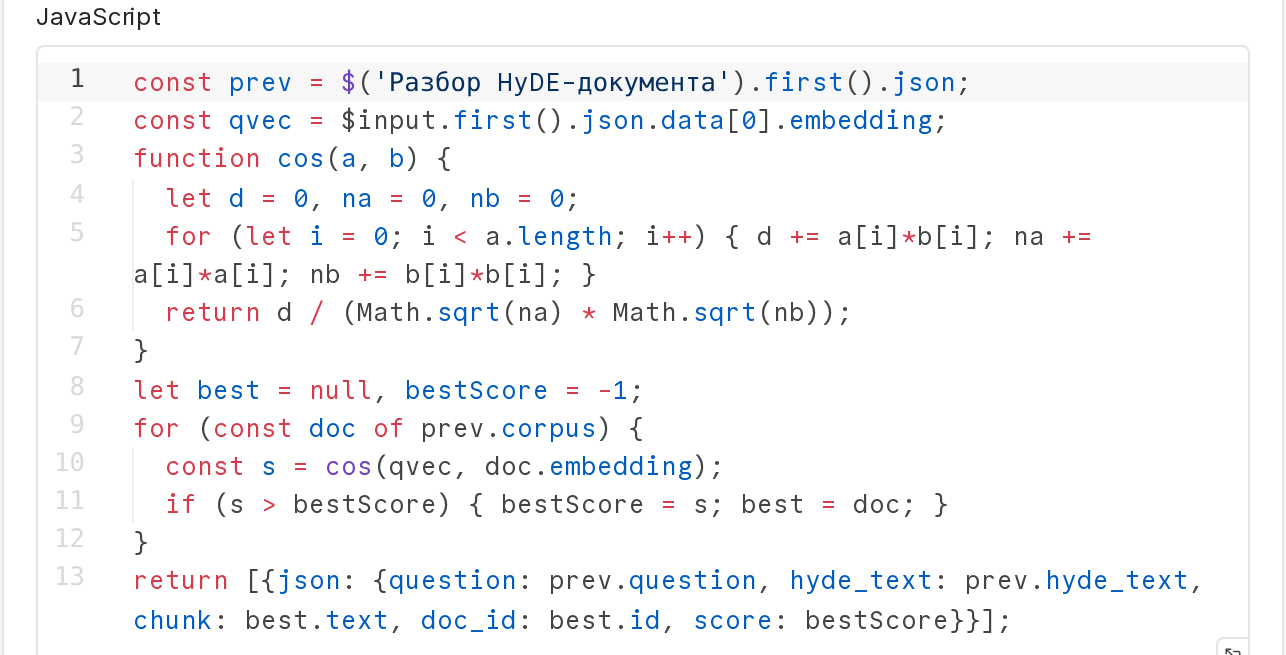 JavaScript
1 const prev = $('Разбор HyDE-документа').first().json;
2 const qvec = $input.first().json.data[0].embedding;
3 function cos(a, b) {
4 let d = 0, na = 0, nb = 0;
5 for (let i = 0; i < a.length; i++) { d += a[i]*b[i]; na +=
a[i]*a[i]; nb += b[i]*b[i]; }
6 return d / (Math.sqrt(na) * Math.sqrt(nb));
7 }
8 let best = null, bestScore = -1;
9 for (const doc of prev.corpus) {
10 const s = cos(qvec, doc.embedding);
11 if (s > bestScore) { bestScore = s; best = doc; }
12 }
13 return [{json: {question: prev.question, hyde_text: prev.hyde_text,
chunk: best.text, doc_id: best.id, score: bestScore}}];